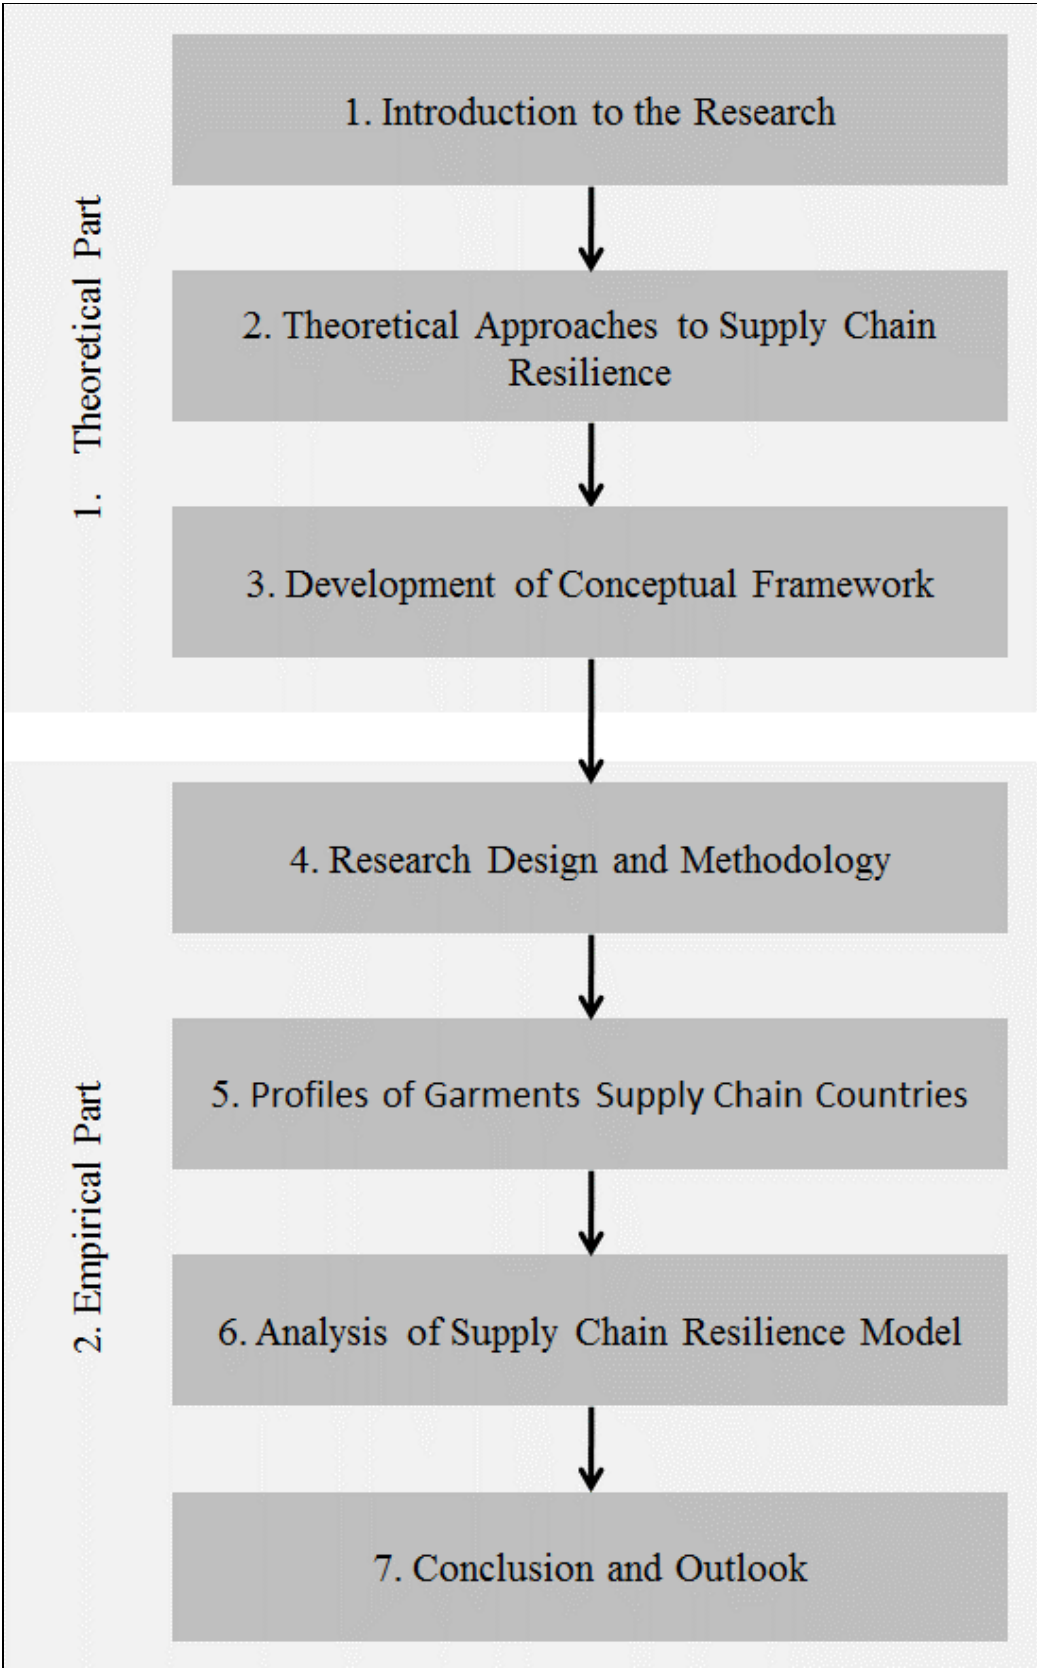 1. Theoretical Part
1. Introduction to the Research
2. Theoretical Approaches to Supply Chain
Resilience
3. Development of Conceptual Framework
2. Empirical Part
4. Research Design and Methodology
5. Profiles of Garments Supply Chain Countries
6. Analysis of Supply Chain Resilience Model
7. Conclusion and Outlook